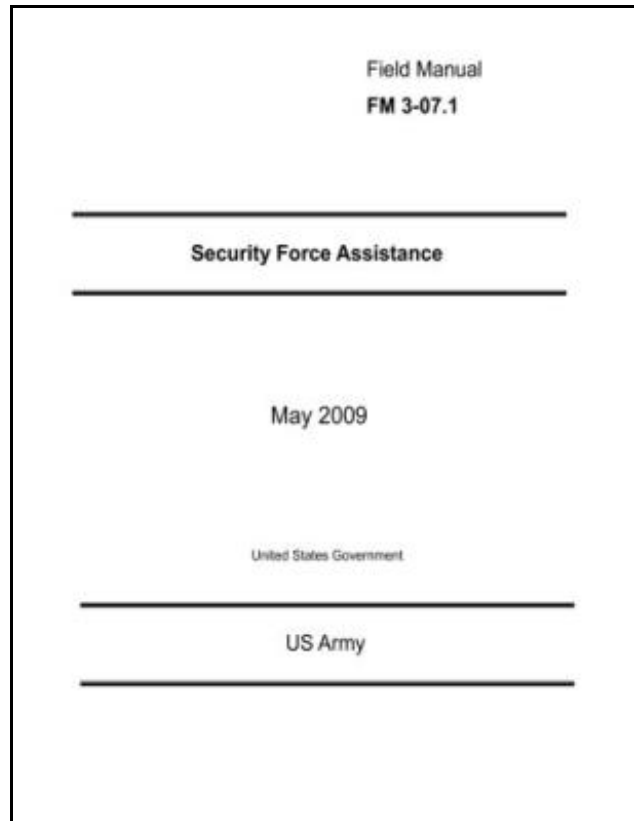 Field Manual
FM 3-07.1
Security Force Assistance
May 2009
United States Government
US Army